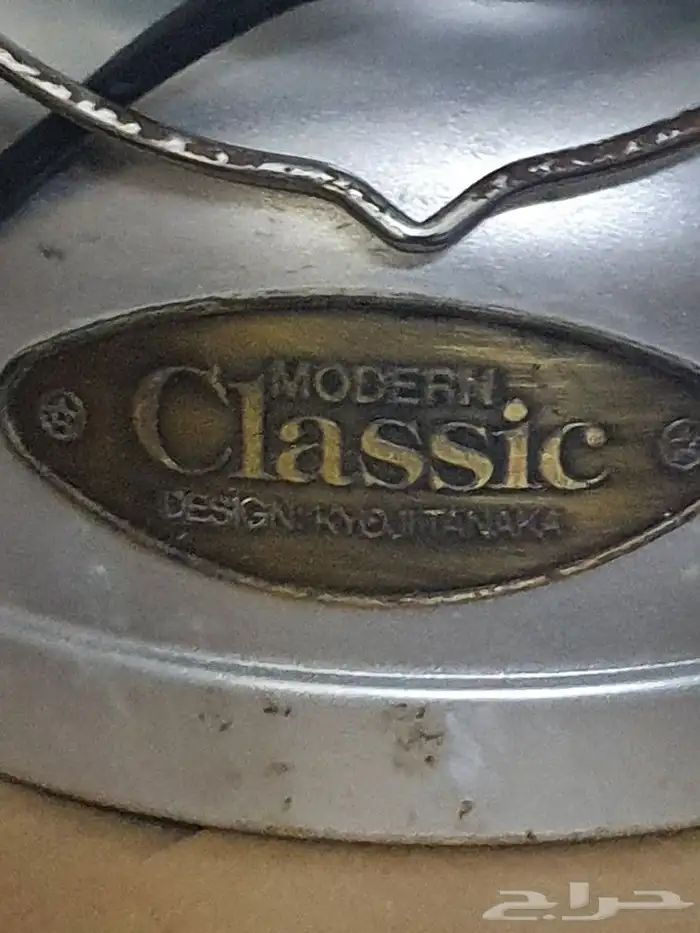 MODERN
Classic
DESIGN: KYOJI TANAKA
حراج